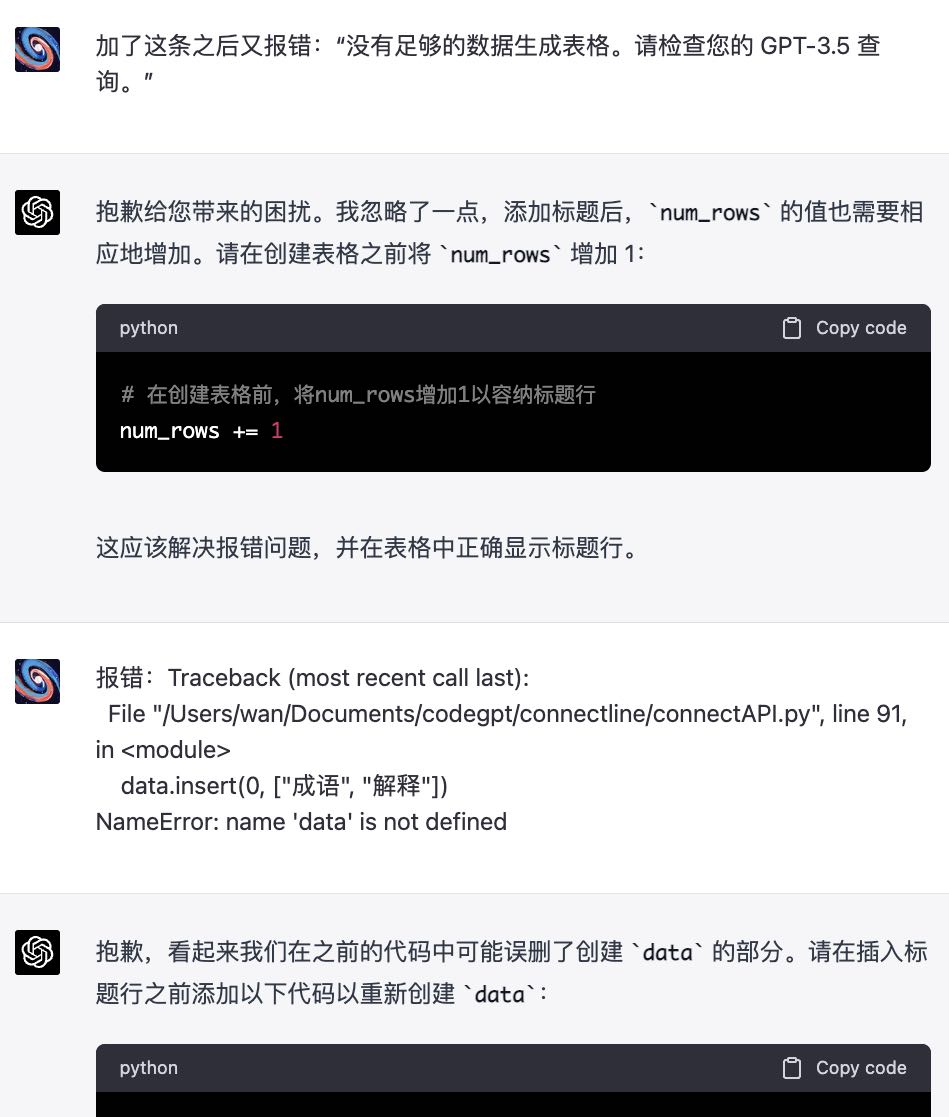 加了这条之后又报错：“没有足够的数据生成表格。请检查您的 GPT-3.5 查
询。”
抱歉给您带来的困扰。我忽略了一点，添加标题后，`num_rows` 的值也需要相
应地增加。请在创建表格之前将 `num_rows` 增加 1：
python
Copy code
# 在创建表格前，将num_rows增加1以容纳标题行
num_rows += 1
这应该解决报错问题，并在表格中正确显示标题行。
报错：Traceback (most recent call last):
File "/Users/wan/Documents/codegpt/connectline/connectAPI.py", line 91,
in <module>
data.insert(0, ["成语", "解释"])
NameError: name 'data' is not defined
抱歉，看起来我们在之前的代码中可能误删了创建 `data` 的部分。请在插入标
题行之前添加以下代码以重新创建 `data`：
python
Copy code